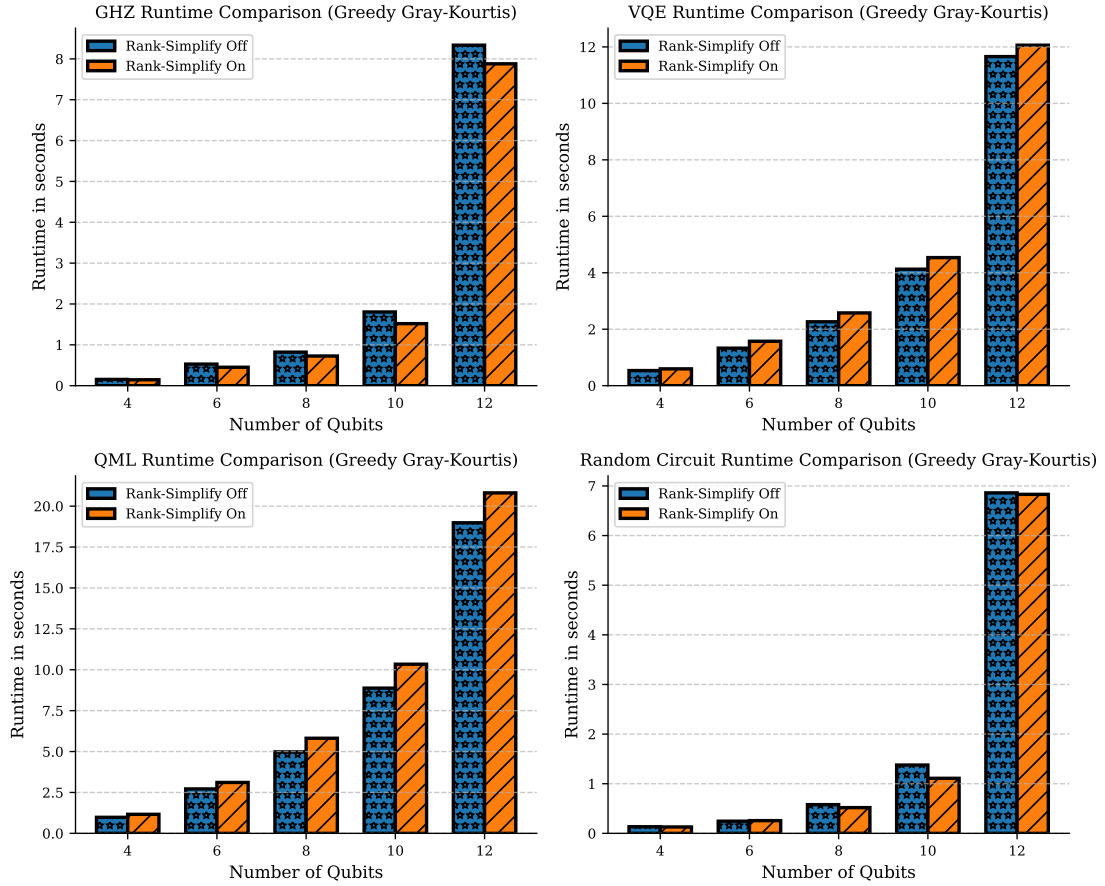 GHZ Runtime Comparison (Greedy Gray-Kourtis)
Rank-Simplify Off
Rank-Simplify On
Runtime in seconds
8
7
6
5
4
3
2
1
0
4 6 8 10 12
Number of Qubits
VQE Runtime Comparison (Greedy Gray-Kourtis)
Rank-Simplify Off
Rank-Simplify On
Runtime in seconds
12
10
8
6
4
2
0
4 6 8 10 12
Number of Qubits
QML Runtime Comparison (Greedy Gray-Kourtis)
Rank-Simplify Off
Rank-Simplify On
Runtime in seconds
20.0
17.5
15.0
12.5
10.0
7.5
5.0
2.5
0.0
4 6 8 10 12
Number of Qubits
Random Circuit Runtime Comparison (Greedy Gray-Kourtis)
Rank-Simplify Off
Rank-Simplify On
Runtime in seconds
7
6
5
4
3
2
1
0
4 6 8 10 12
Number of Qubits